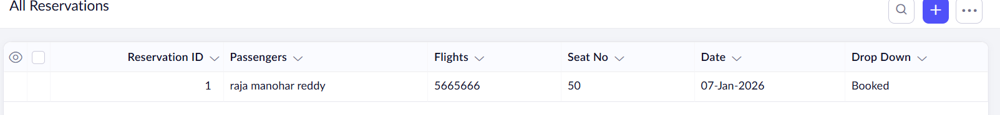 All Reservations
Reservation ID Passengers Flights Seat No Date Drop Down
1 raja manohar reddy 5665666 50 07-Jan-2026 Booked